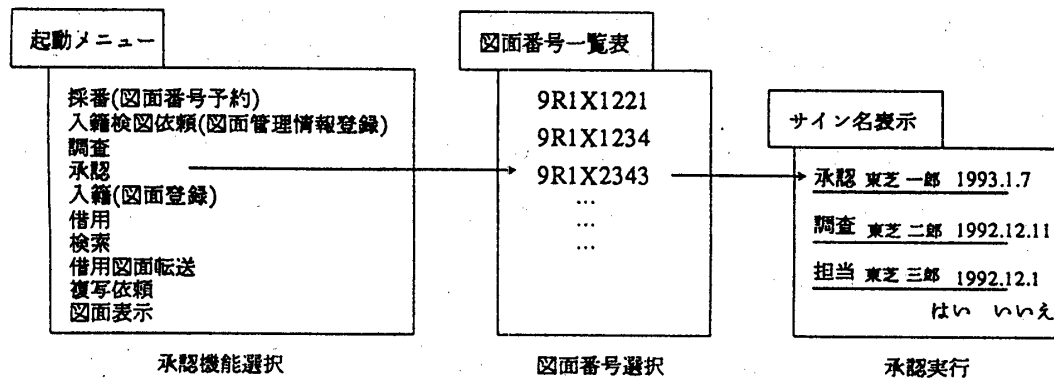 起動メニュー
採番(図面番号予約)
入籍検図依頼(図面管理情報登録)
調査
承認
入籍(図面登録)
借用
検索
借用図面転送
複写依頼
図面表示
承認機能選択
図面番号一覧表
9R1X1221
9R1X1234
9R1X2343
...
...
図面番号選択
サイン名表示
承認 東芝 一郎 1993.1.7
調査 東芝 二郎 1992.12.11
担当 東芝 三郎 1992.12.1
はい いいえ
承認実行